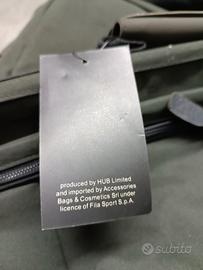 produced by HUB Limited
and imported by Accessories
Bags & Cosmetics Srl under
licence of Fila Sport S.p.A.
subito